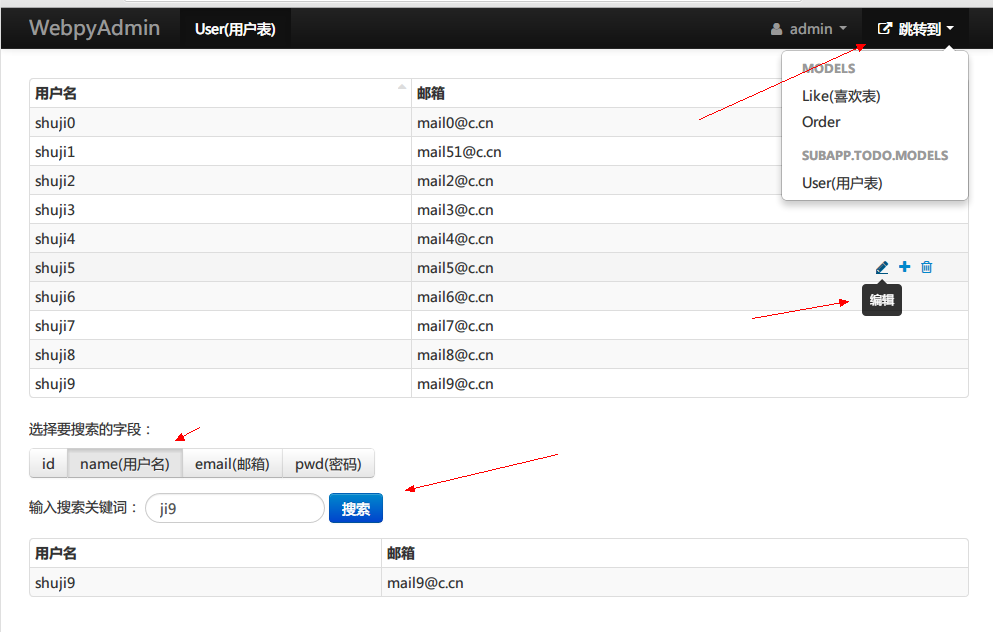 WebpyAdmin User(用户表) admin 跳转到
MODELS
Like(喜欢表)
Order
SUBAPP.TODO.MODELS
User(用户表)
用户名 邮箱
shuji0 mail0@c.cn
shuji1 mail51@c.cn
shuji2 mail2@c.cn
shuji3 mail3@c.cn
shuji4 mail4@c.cn
shuji5 mail5@c.cn
编辑
shuji6 mail6@c.cn
shuji7 mail7@c.cn
shuji8 mail8@c.cn
shuji9 mail9@c.cn
选择要搜索的字段：
id name(用户名) email(邮箱) pwd(密码)
输入搜索关键词： ji9 搜索
用户名 邮箱
shuji9 mail9@c.cn